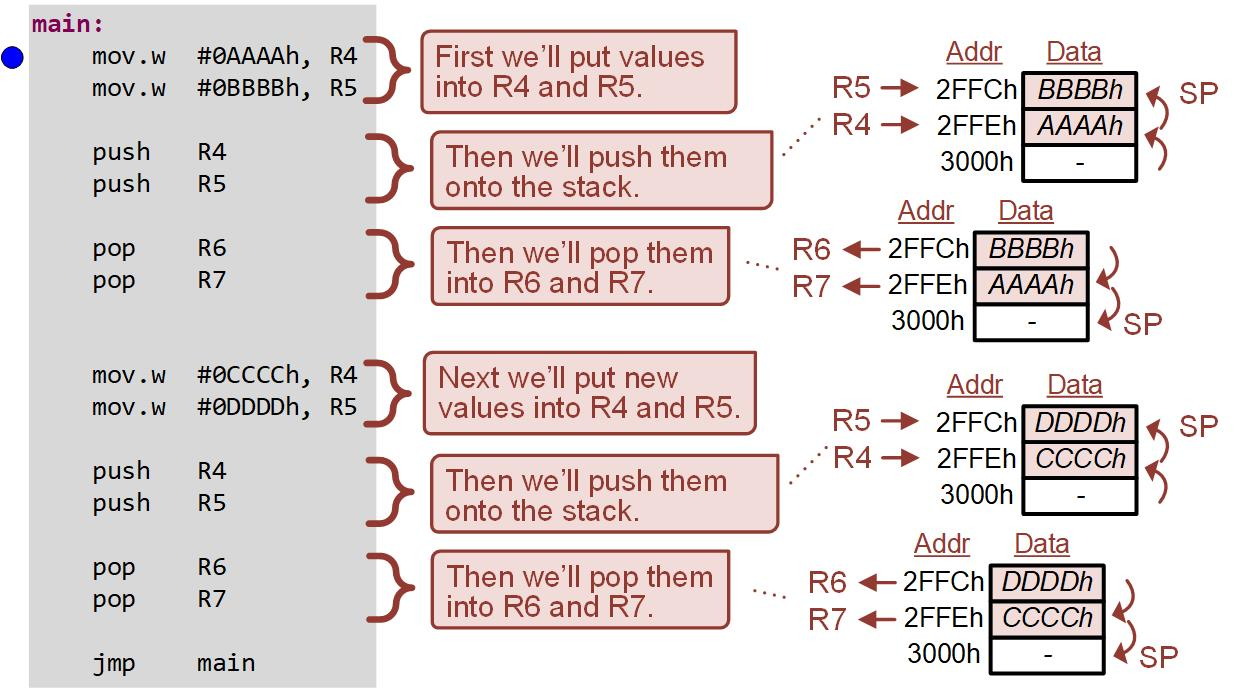 main:
mov.w #0AAAAh, R4
mov.w #0BBBBh, R5
push R4
push R5
pop R6
pop R7
mov.w #0CCCCh, R4
mov.w #0DDDDh, R5
push R4
push R5
pop R6
pop R7
jmp main
First we'll put values
into R4 and R5.
Then we'll push them
onto the stack.
Then we'll pop them
into R6 and R7.
Next we'll put new
values into R4 and R5.
Then we'll push them
onto the stack.
Then we'll pop them
into R6 and R7.
Addr Data
R5 2FFCh BBBBh SP
R4 2FFEh AAAAh
3000h -
Addr Data
R6 2FFCh BBBBh
R7 2FFEh AAAAh
3000h - SP
Addr Data
R5 2FFCh DDDDh SP
R4 2FFEh CCCCh
3000h -
Addr Data
R6 2FFCh DDDDh
R7 2FFEh CCCCh
3000h - SP